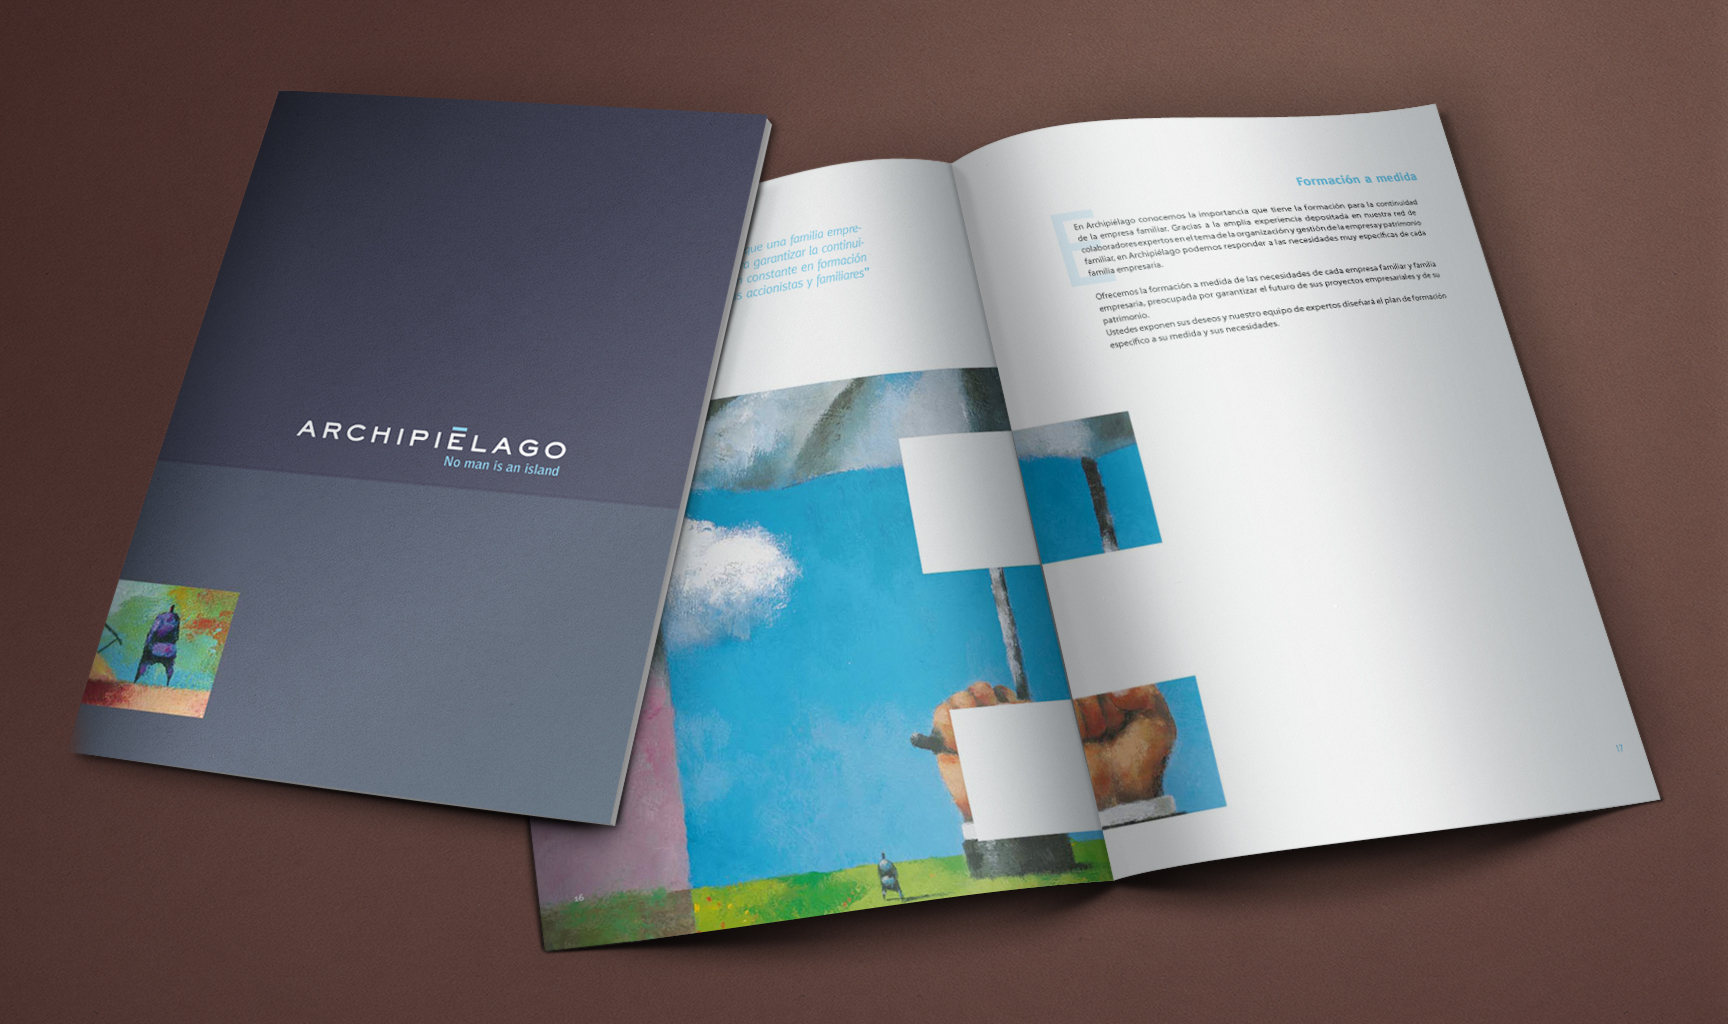 ARCHIPIÉLAGO
No man is an island
que una familia empre-
garantizar la continui-
constante en formación
s accionistas y familiares”
16
Formación a medida
En Archipiélago conocemos la importancia que tiene la formación para la continuidad
de la empresa familiar. Gracias a la amplia experiencia depositada en nuestra red de
colaboradores expertos en el tema de la organización y gestión de la empresa y patrimonio
familiar, en Archipiélago podemos responder a las necesidades muy específicas de cada
familia empresaria.
Ofrecemos la formación a medida de las necesidades de cada empresa familiar y familia
empresaria, preocupada por garantizar el futuro de sus proyectos empresariales y de su
patrimonio.
Ustedes exponen sus deseos y nuestro equipo de expertos diseñará el plan de formación
específico a su medida y sus necesidades.
17